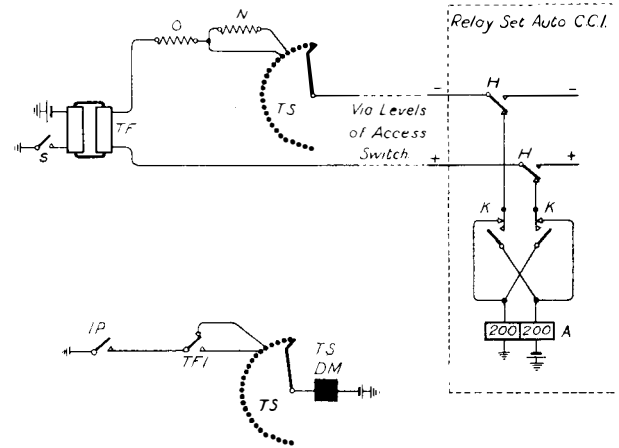 Relay Set Auto C.C.I.
O
N
TS
TF
S
Via Levels
of Access
Switch.
-
H
-
+
H
+
K
K
200
200
A
IP
TF1
TS
TS
DM